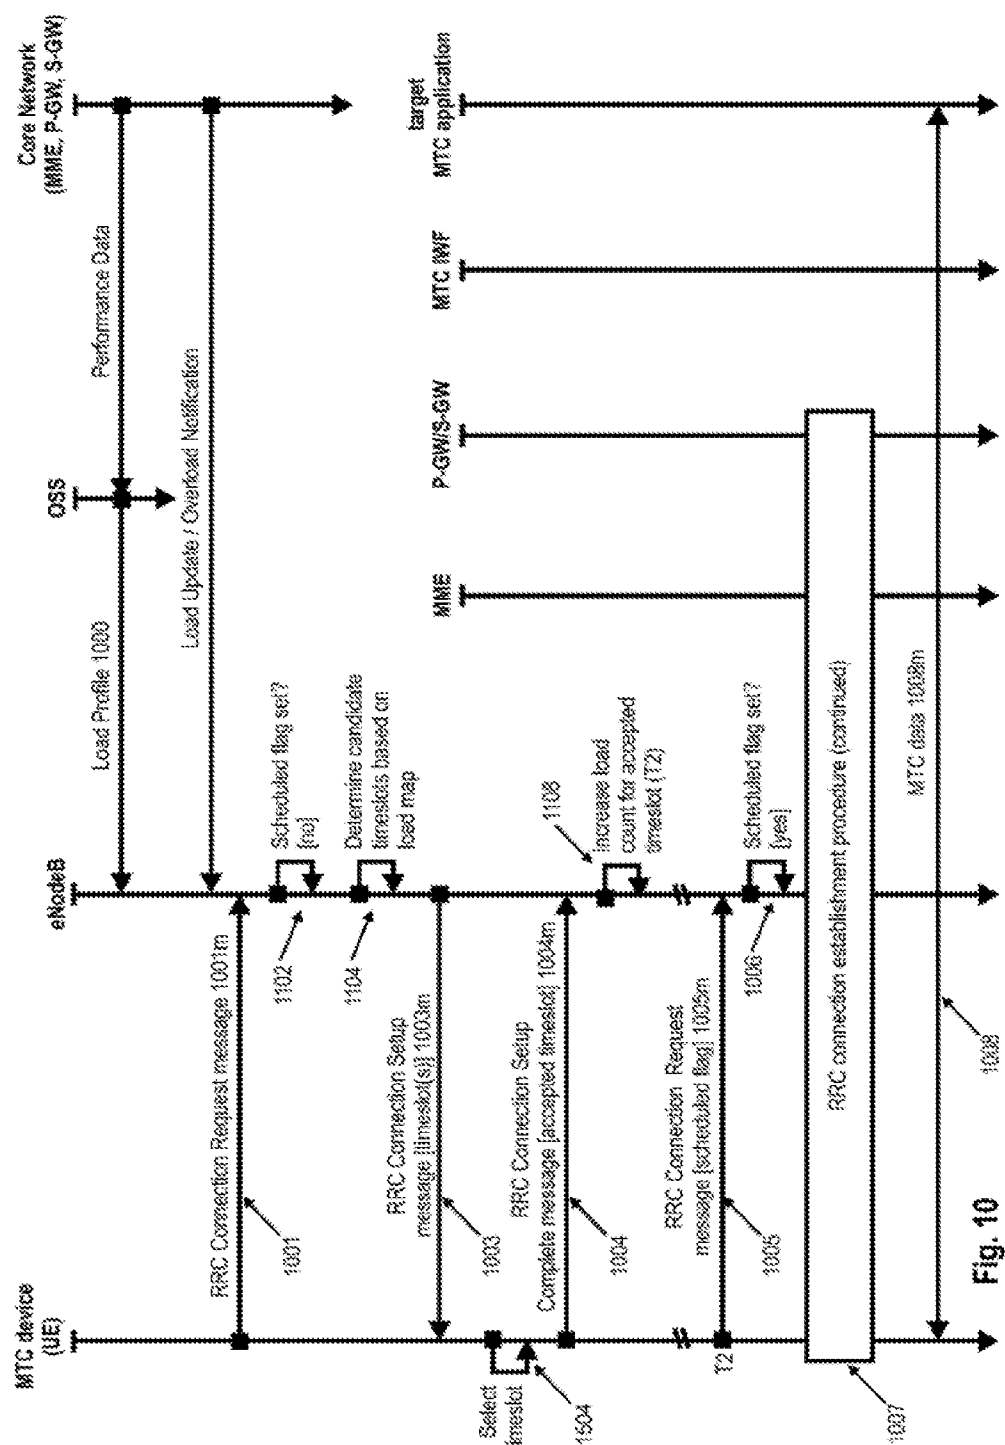 MTC device
(UE)
eNodeB
OSS
Core Network
(MME, P-GW, S-GW)
Load Profile 1000
Performance Data
Load Update / Overload Notification
RRC Connection Request message 1001m
1001
Scheduled flag set?
[no]
1102
Determine candidate
timeslots based on
load map
1104
RRC Connection Setup
message [timeslot(s)] 1003m
1003
MME
P-GW/S-GW
MTC IWF
target
MTC application
Select
timeslot
1504
RRC Connection Setup
Complete message [accepted timeslot] 1004m
1004
1108
Increase load
count for accepted
timeslot (T2)
T2
RRC Connection Request
message [scheduled flag] 1005m
1005
Scheduled flag set?
[yes]
1006
RRC connection establishment procedure (continued)
1007
MTC data 1008m
1008
Fig. 10